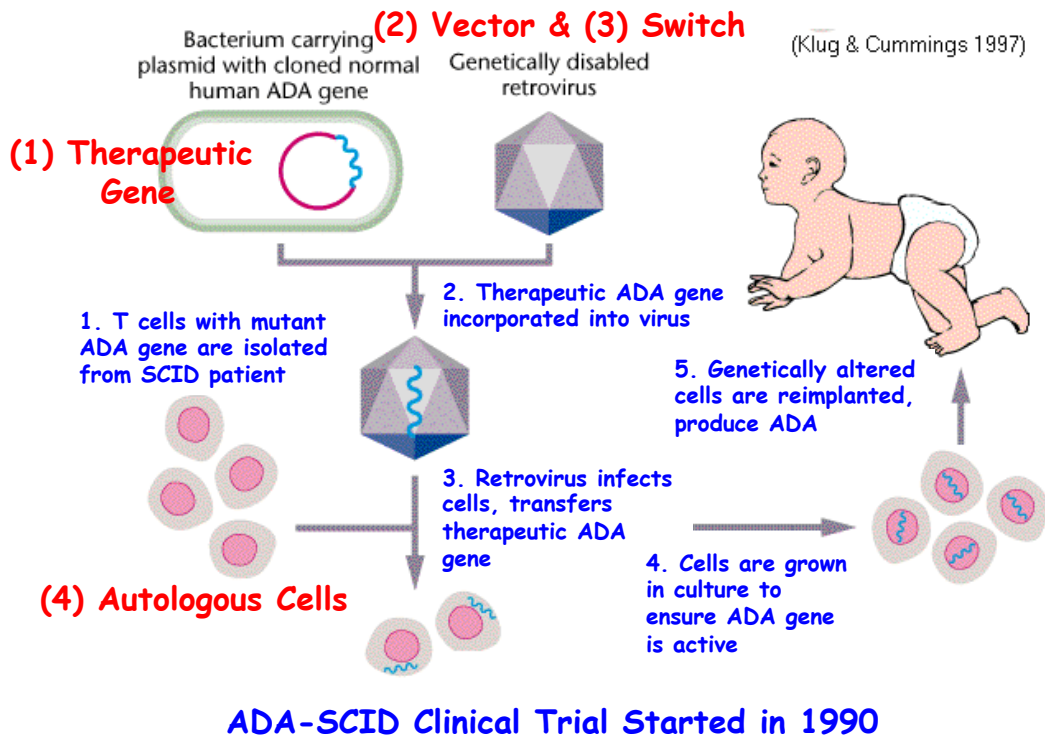 (2) Vector & (3) Switch
(Klug & Cummings 1997)
Bacterium carrying
plasmid with cloned normal
human ADA gene
Genetically disabled
retrovirus
(1) Therapeutic
Gene
2. Therapeutic ADA gene
incorporated into virus
1. T cells with mutant
ADA gene are isolated
from SCID patient
5. Genetically altered
cells are reimplanted,
produce ADA
3. Retrovirus infects
cells, transfers
therapeutic ADA
gene
4. Cells are grown
in culture to
ensure ADA gene
is active
(4) Autologous Cells
ADA-SCID Clinical Trial Started in 1990